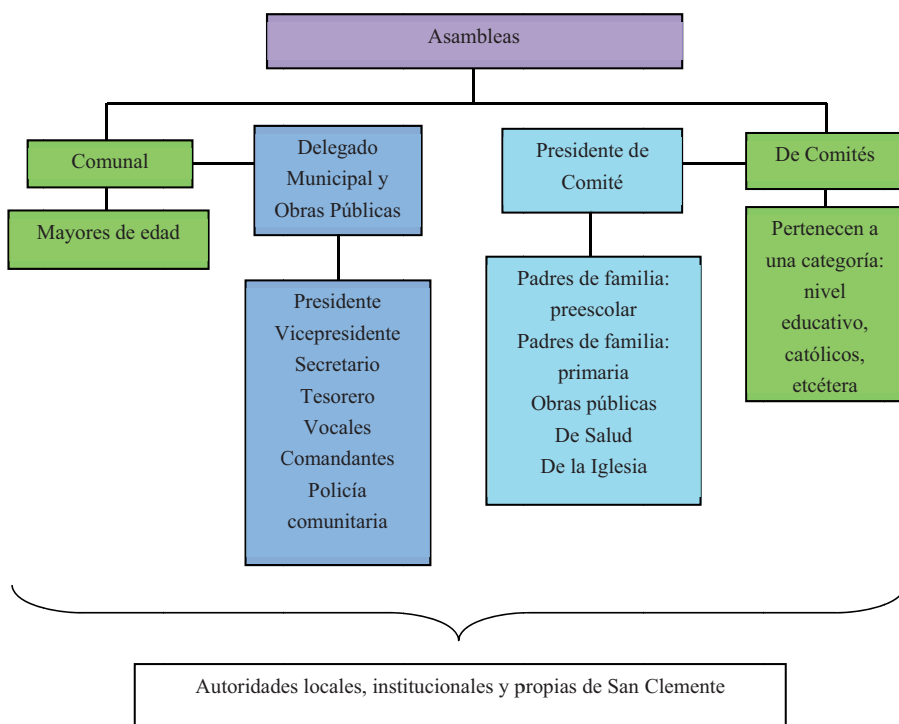 Asambleas
Comunal
Mayores de edad
Delegado
Municipal y
Obras Públicas
Presidente
Vicepresidente
Secretario
Tesorero
Vocales
Comandantes
Policía
comunitaria
Presidente de
Comité
Padres de familia:
preescolar
Padres de familia:
primaria
Obras públicas
De Salud
De la Iglesia
De Comités
Pertenecen a
una categoría:
nivel
educativo,
católicos,
etcétera
Autoridades locales, institucionales y propias de San Clemente